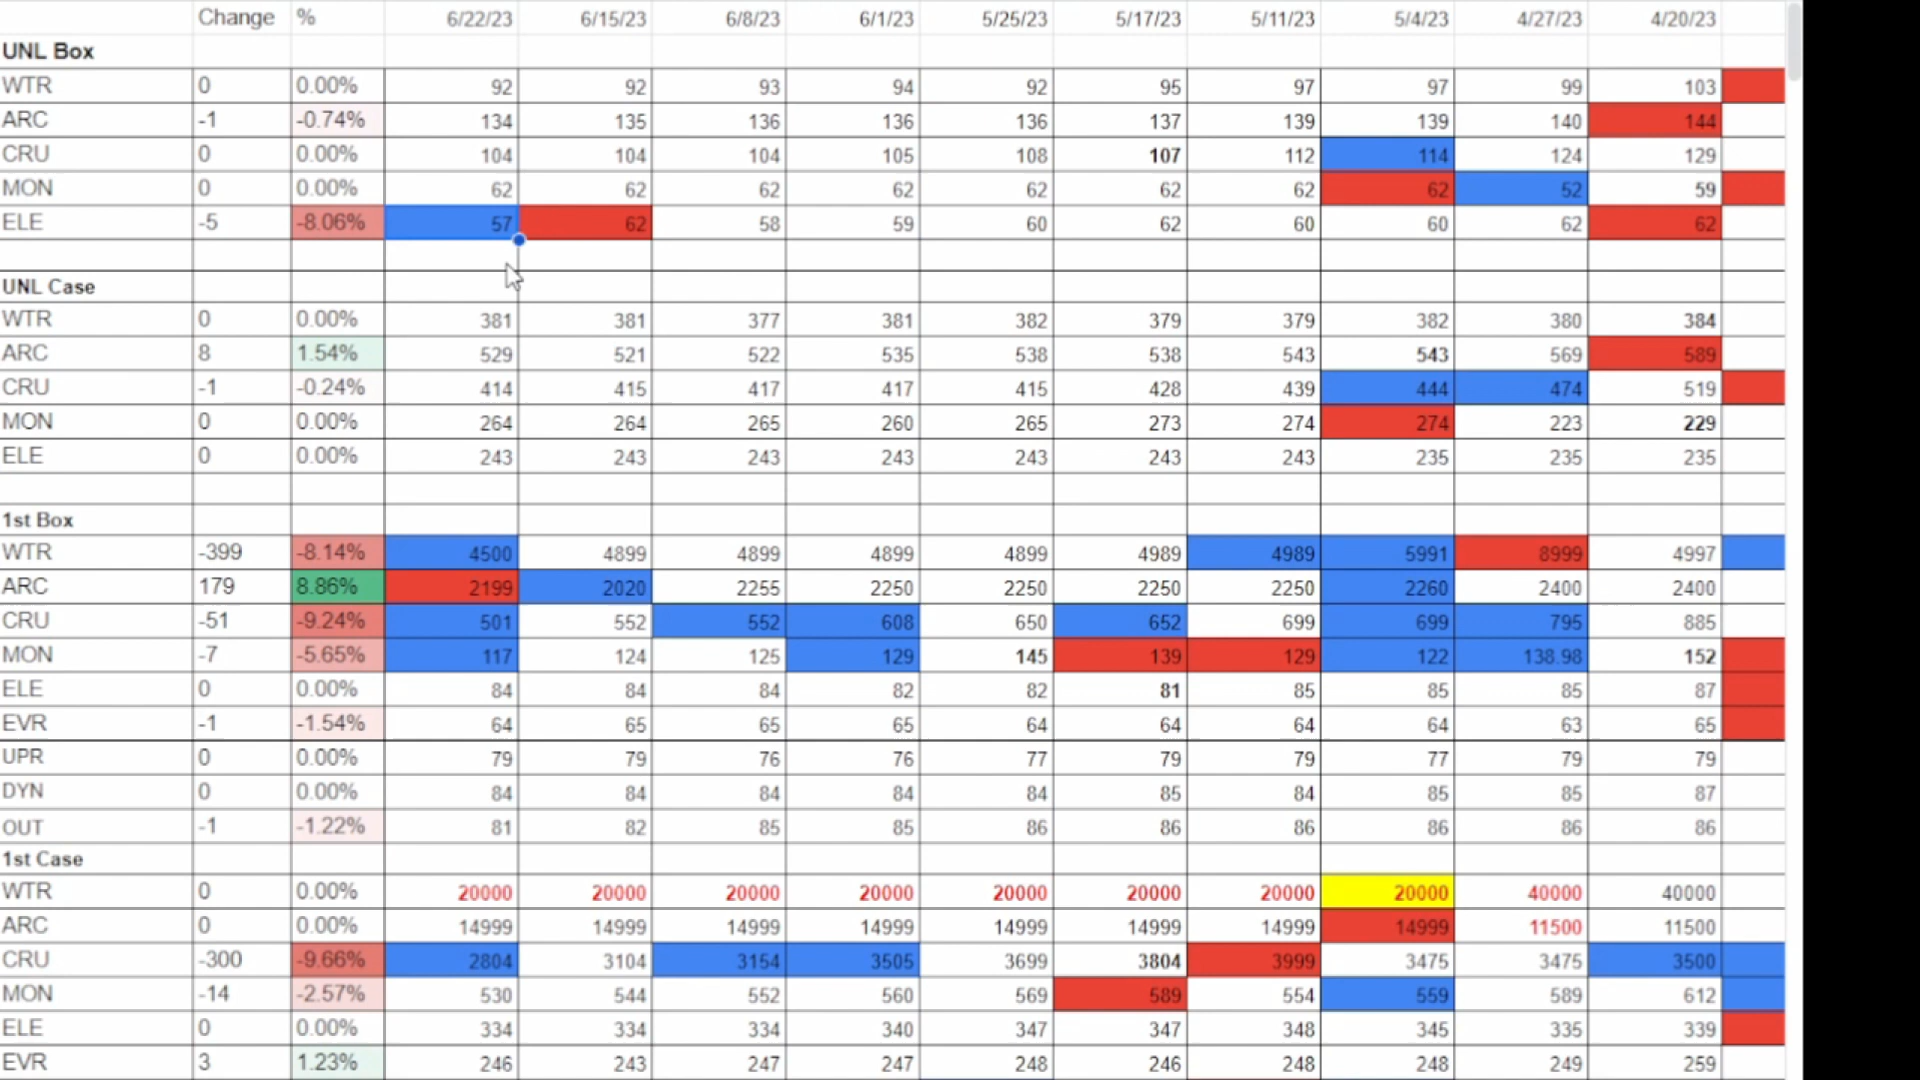 Change % 6/22/23 6/15/23 6/8/23 6/1/23 5/25/23 5/17/23 5/11/23 5/4/23 4/27/23 4/20/23
UNL Box
WTR 0 0.00% 92 92 93 94 92 95 97 97 99 103
ARC -1 -0.74% 134 135 136 136 136 137 139 139 140 144
CRU 0 0.00% 104 104 104 105 108 107 112 114 124 129
MON 0 0.00% 62 62 62 62 62 62 62 62 52 59
ELE -5 -8.06% 57 62 58 59 60 62 60 60 62 62
UNL Case
WTR 0 0.00% 381 381 377 381 382 379 379 382 380 384
ARC 8 1.54% 529 521 522 535 538 538 543 543 569 589
CRU -1 -0.24% 414 415 417 417 415 428 439 444 474 519
MON 0 0.00% 264 264 265 260 265 273 274 274 223 229
ELE 0 0.00% 243 243 243 243 243 243 243 235 235 235
1st Box
WTR -399 -8.14% 4500 4899 4899 4899 4899 4989 4989 5991 8999 4997
ARC 179 8.86% 2199 2020 2255 2250 2250 2250 2250 2260 2400 2400
CRU -51 -9.24% 501 552 552 608 650 652 699 699 795 885
MON -7 -5.65% 117 124 125 129 145 139 129 122 138.98 152
ELE 0 0.00% 84 84 84 82 82 81 85 85 85 87
EVR -1 -1.54% 64 65 65 65 64 64 64 64 63 65
UPR 0 0.00% 79 79 76 76 77 79 79 77 79 79
DYN 0 0.00% 84 84 84 84 84 85 84 85 85 87
OUT -1 -1.22% 81 82 85 85 86 86 86 86 86 86
1st Case
WTR 0 0.00% 20000 20000 20000 20000 20000 20000 20000 20000 40000 40000
ARC 0 0.00% 14999 14999 14999 14999 14999 14999 14999 14999 11500 11500
CRU -300 -9.66% 2804 3104 3154 3505 3699 3804 3999 3475 3475 3500
MON -14 -2.57% 530 544 552 560 569 589 554 559 589 612
ELE 0 0.00% 334 334 334 340 347 347 348 345 335 339
EVR 3 1.23% 246 243 247 247 248 246 248 248 249 259